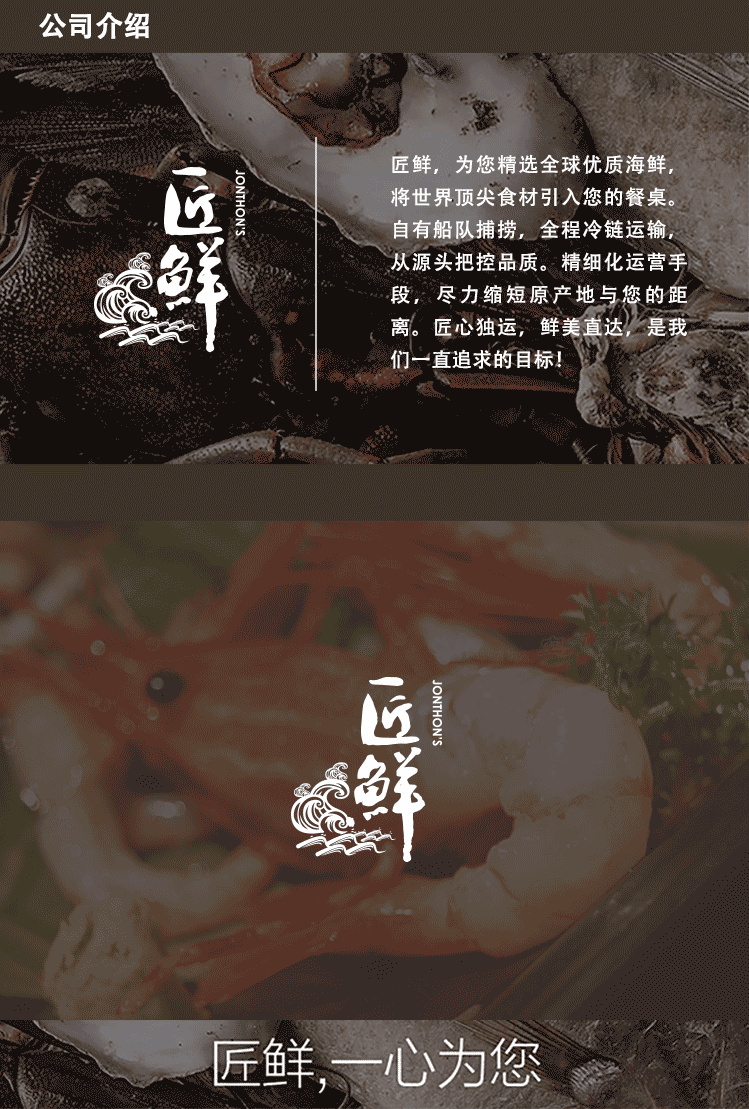 公司介绍
匠鲜
JONTHON'S
匠鲜，为您精选全球优质海鲜，
将世界顶尖食材引入您的餐桌。
自有船队捕捞，全程冷链运输，
从源头把控品质。精细化运营手
段，尽力缩短原产地与您的距
离。匠心独运，鲜美直达，是我
们一直追求的目标！
匠鲜
JONTHON'S
匠鲜,一心为您